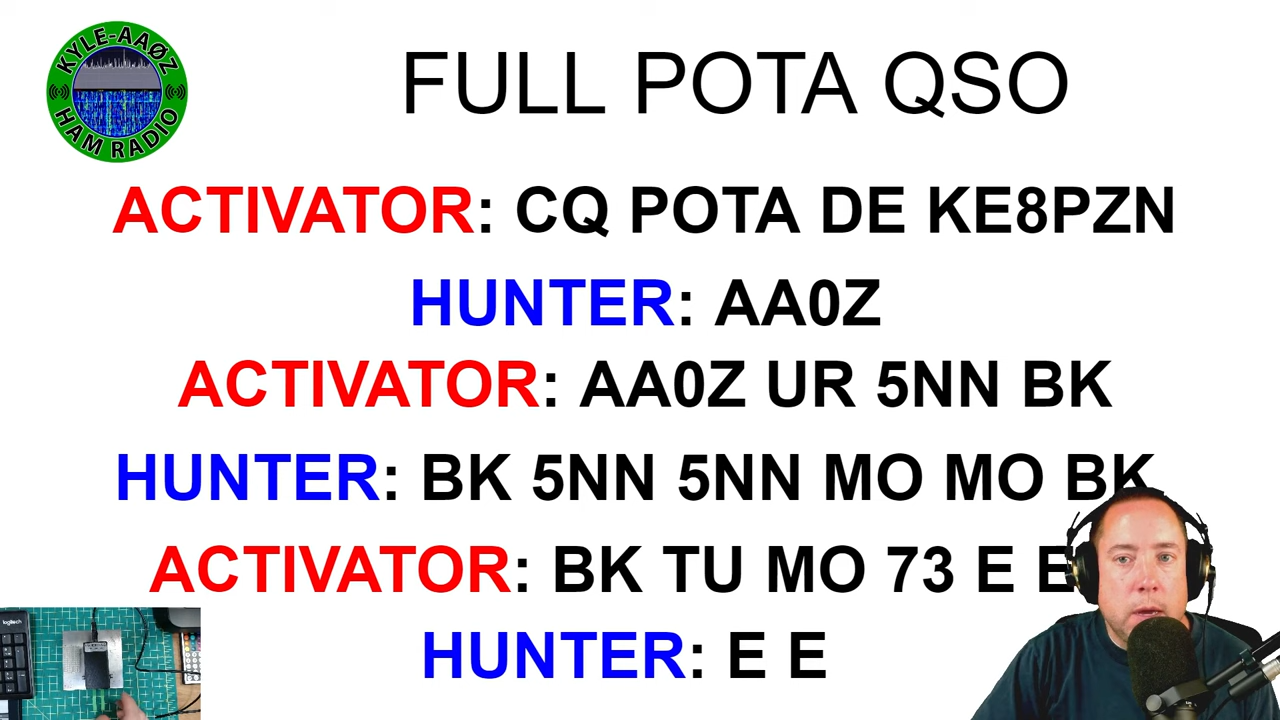 KYLE-AAØZ
HAM RADIO
FULL POTA QSO
ACTIVATOR: CQ POTA DE KE8PZN
HUNTER: AA0Z
ACTIVATOR: AA0Z UR 5NN BK
HUNTER: BK 5NN 5NN MO MO BK
ACTIVATOR: BK TU MO 73 E E
HUNTER: E E
logitech